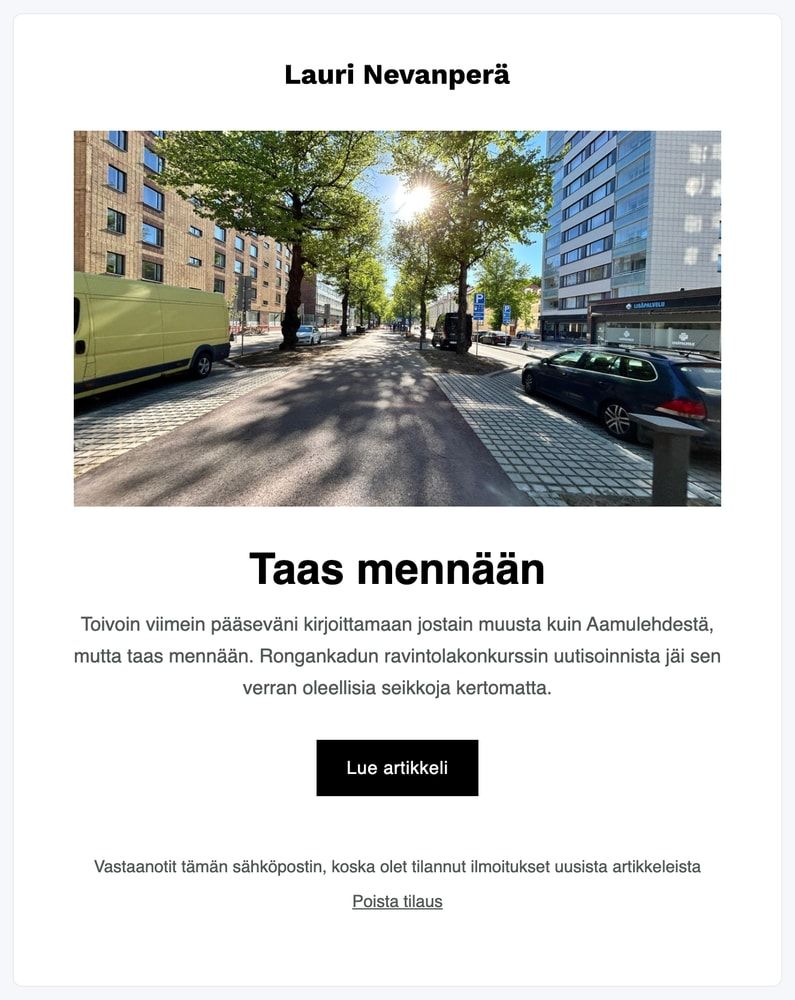 Lauri Nevanperä
P
P
LISÄPALVELU
Taas mennään
Toivoin viimein pääseväni kirjoittamaan jostain muusta kuin Aamulehdestä,
mutta taas mennään. Rongankadun ravintolakonkurssin uutisoinnista jäi sen
verran oleellisia seikkoja kertomatta.
Lue artikkeli
Vastaanotit tämän sähköpostin, koska olet tilannut ilmoitukset uusista artikkeleista
Poista tilaus